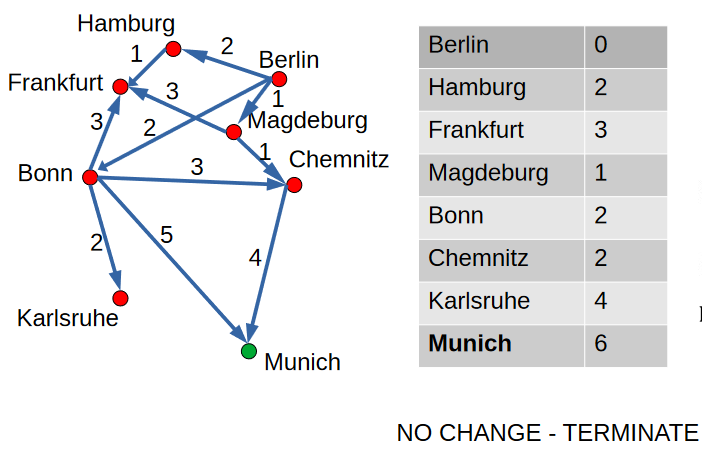 Hamburg
1
2
Berlin
Frankfurt
3
1
Magdeburg
3
2
1
Chemnitz
Bonn
3
2
5
4
Karlsruhe
Munich
Berlin 0
Hamburg 2
Frankfurt 3
Magdeburg 1
Bonn 2
Chemnitz 2
Karlsruhe 4
Munich 6
NO CHANGE - TERMINATE